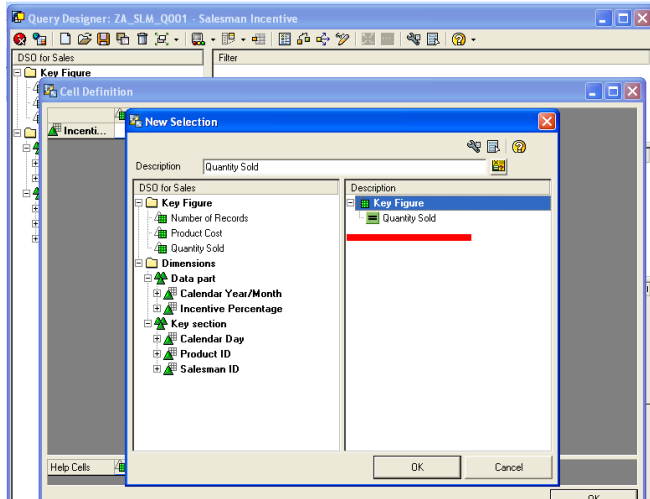 Query Designer: ZA_SLM_Q001 - Salesman Incentive
DSO for Sales
Filter
Key Figure
Cell Definition
Incenti...
New Selection
Description
Quantity Sold
DSO for Sales
Description
Key Figure
Key Figure
Number of Records
Quantity Sold
Product Cost
Quantity Sold
Dimensions
Data part
Calendar Year/Month
Incentive Percentage
Key section
Calendar Day
Product ID
Salesman ID
Help Cells
OK
Cancel